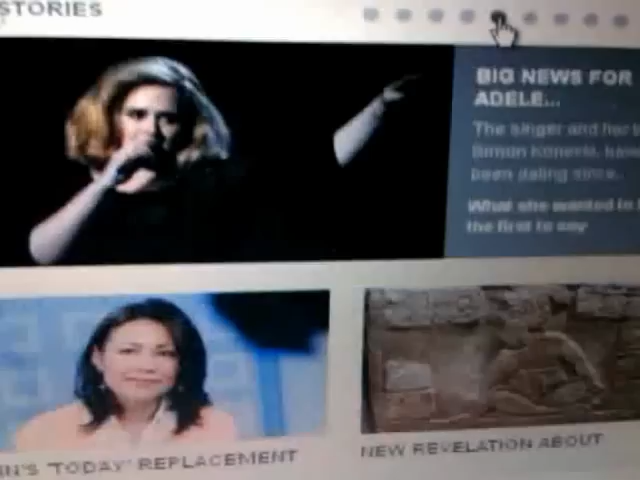 STORIES
BIG NEWS FOR
ADELE...
The singer and her
Simon Konecki, have
been dating since.
What she wanted to
the first to say
'TODAY' REPLACEMENT
NEW REVELATION ABOUT